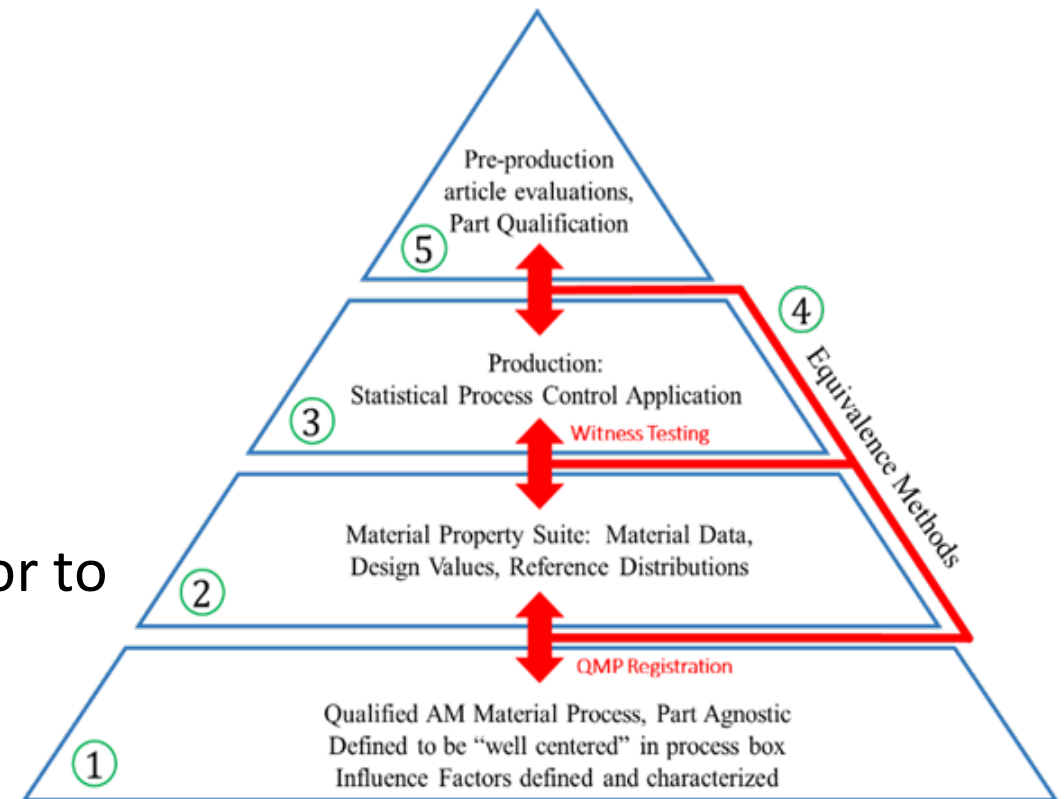 Pre-production
article evaluations,
Part Qualification
5
4
Equivalence Methods
Production:
Statistical Process Control Application
3
Witness Testing
Material Property Suite: Material Data,
Design Values, Reference Distributions
or to
2
QMP Registration
Qualified AM Material Process, Part Agnostic
Defined to be “well centered” in process box
Influence Factors defined and characterized
1